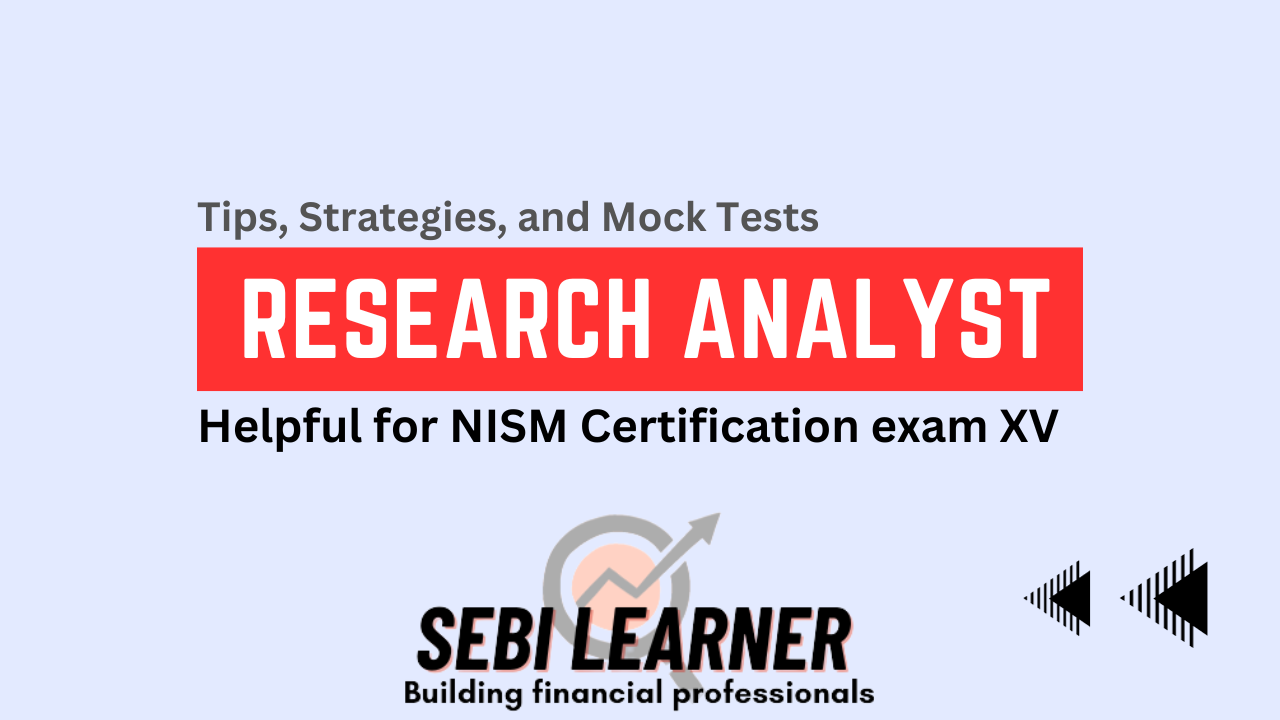 Tips, Strategies, and Mock Tests
RESEARCH ANALYST
Helpful for NISM Certification exam XV
SEBI LEARNER
Building financial professionals